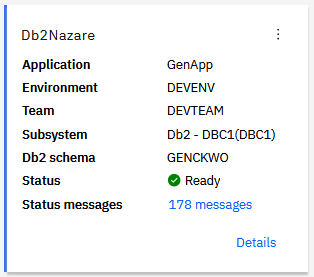 Db2Nazare
Application GenApp
Environment DEVENV
Team DEVTEAM
Subsystem Db2 - DBC1(DBC1)
Db2 schema GENCKWO
Status Ready
Status messages 178 messages
Details